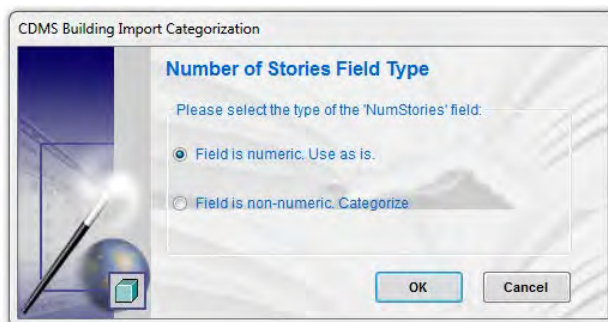 CDMS Building Import Categorization
Number of Stories Field Type
Please select the type of the 'NumStories' field:
Field is numeric. Use as is.
Field is non-numeric. Categorize
OK Cancel